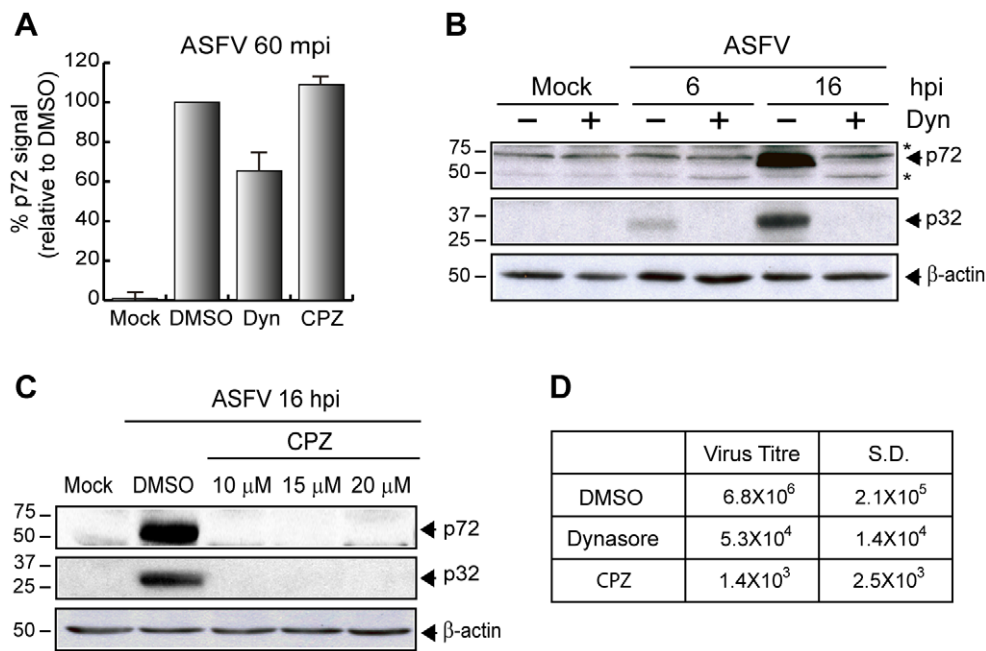 A
ASFV 60 mpi
% p72 signal
(relative to DMSO)
120
100
80
60
40
20
0
Mock DMSO Dyn CPZ
B
ASFV
Mock 6 16 hpi
− + − + − + Dyn
75
50
*
p72
*
37
25
p32
50
β-actin
C
ASFV 16 hpi
CPZ
Mock DMSO 10 μM 15 μM 20 μM
75
50
p72
37
25
p32
50
β-actin
D
Virus Titre S.D.
DMSO 6.8X10⁶ 2.1X10⁵
Dynasore 5.3X10⁴ 1.4X10⁴
CPZ 1.4X10³ 2.5X10³